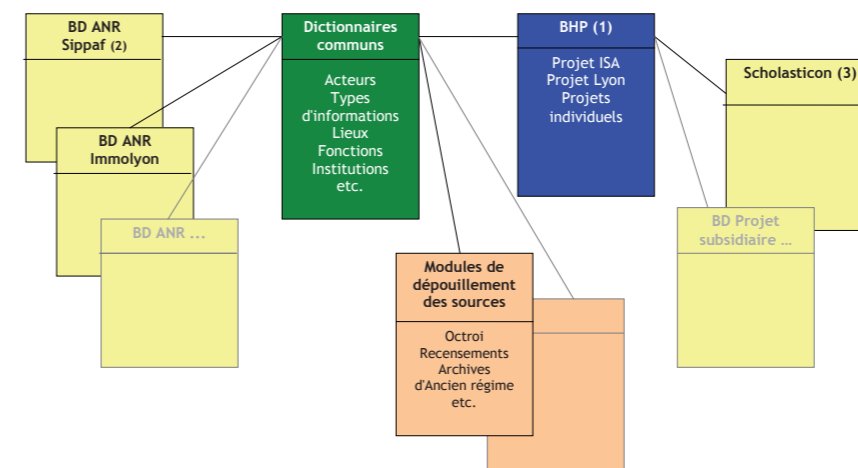 BD ANR
Sippaf (2)
BD ANR
Immolyon
BD ANR ...
Dictionnaires
communs
Acteurs
Types
d'informations
Lieux
Fonctions
Institutions
etc.
BHP (1)
Projet ISA
Projet Lyon
Projets
individuels
Scholasticon (3)
BD Projet
subsidiaire ...
Modules de
dépouillement
des sources
Octroi
Recensements
Archives
d'Ancien régime
etc.